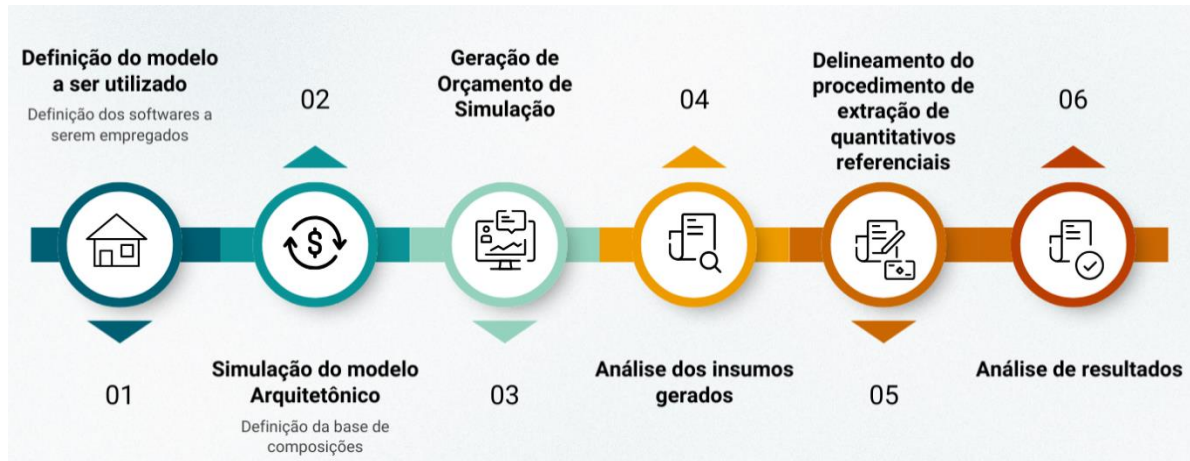 Definição do modelo
a ser utilizado
Definição dos softwares a
serem empregados
01
02
Simulação do modelo
Arquitetônico
Definição da base de
composições
Geração de
Orçamento de
Simulação
03
04
Análise dos insumos
gerados
Delineamento do
procedimento de
extração de
quantitativos
referenciais
05
06
Análise de resultados
$